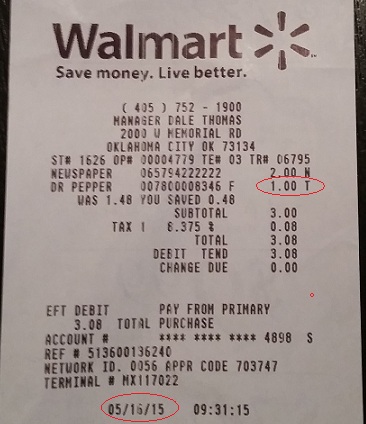 Walmart
Save money. Live better.
( 405 ) 752 - 1900
MANAGER DALE THOMAS
2000 W MEMORIAL RD
OKLAHOMA CITY OK 73134
ST# 1626 OP# 00004779 TE# 03 TR# 06795
NEWSPAPER 065794222222 2.00 N
DR PEPPER 007800008346 F 1.00 T
WAS 1.48 YOU SAVED 0.48
SUBTOTAL 3.00
TAX 1 8.375 % 0.08
TOTAL 3.08
DEBIT TEND 3.08
CHANGE DUE 0.00
EFT DEBIT PAY FROM PRIMARY
3.08 TOTAL PURCHASE
ACCOUNT # **** **** **** 4898 S
REF # 513600136240
NETWORK ID. 0056 APPR CODE 703747
TERMINAL # MX117022
05/16/15 09:31:15